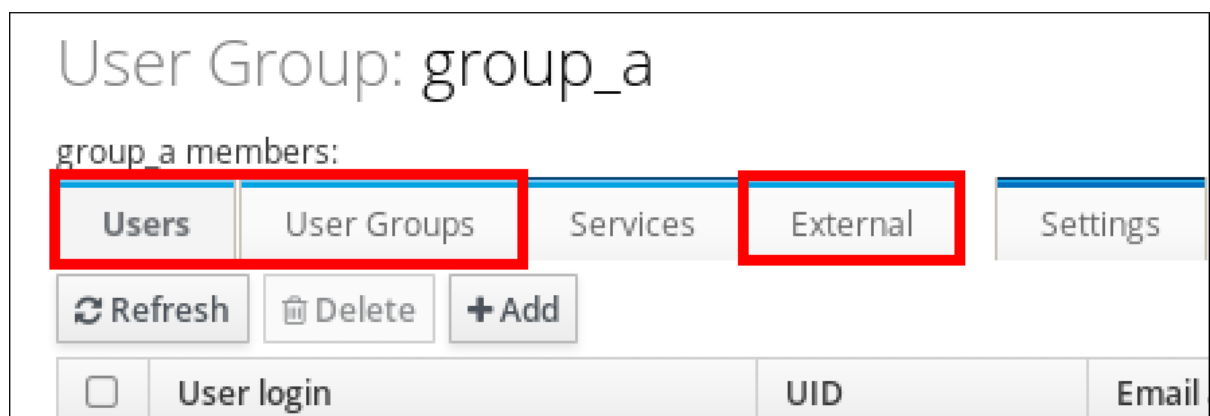 User Group: group_a
group_a members:
Users User Groups Services External Settings
Refresh Delete +Add
User login UID Email